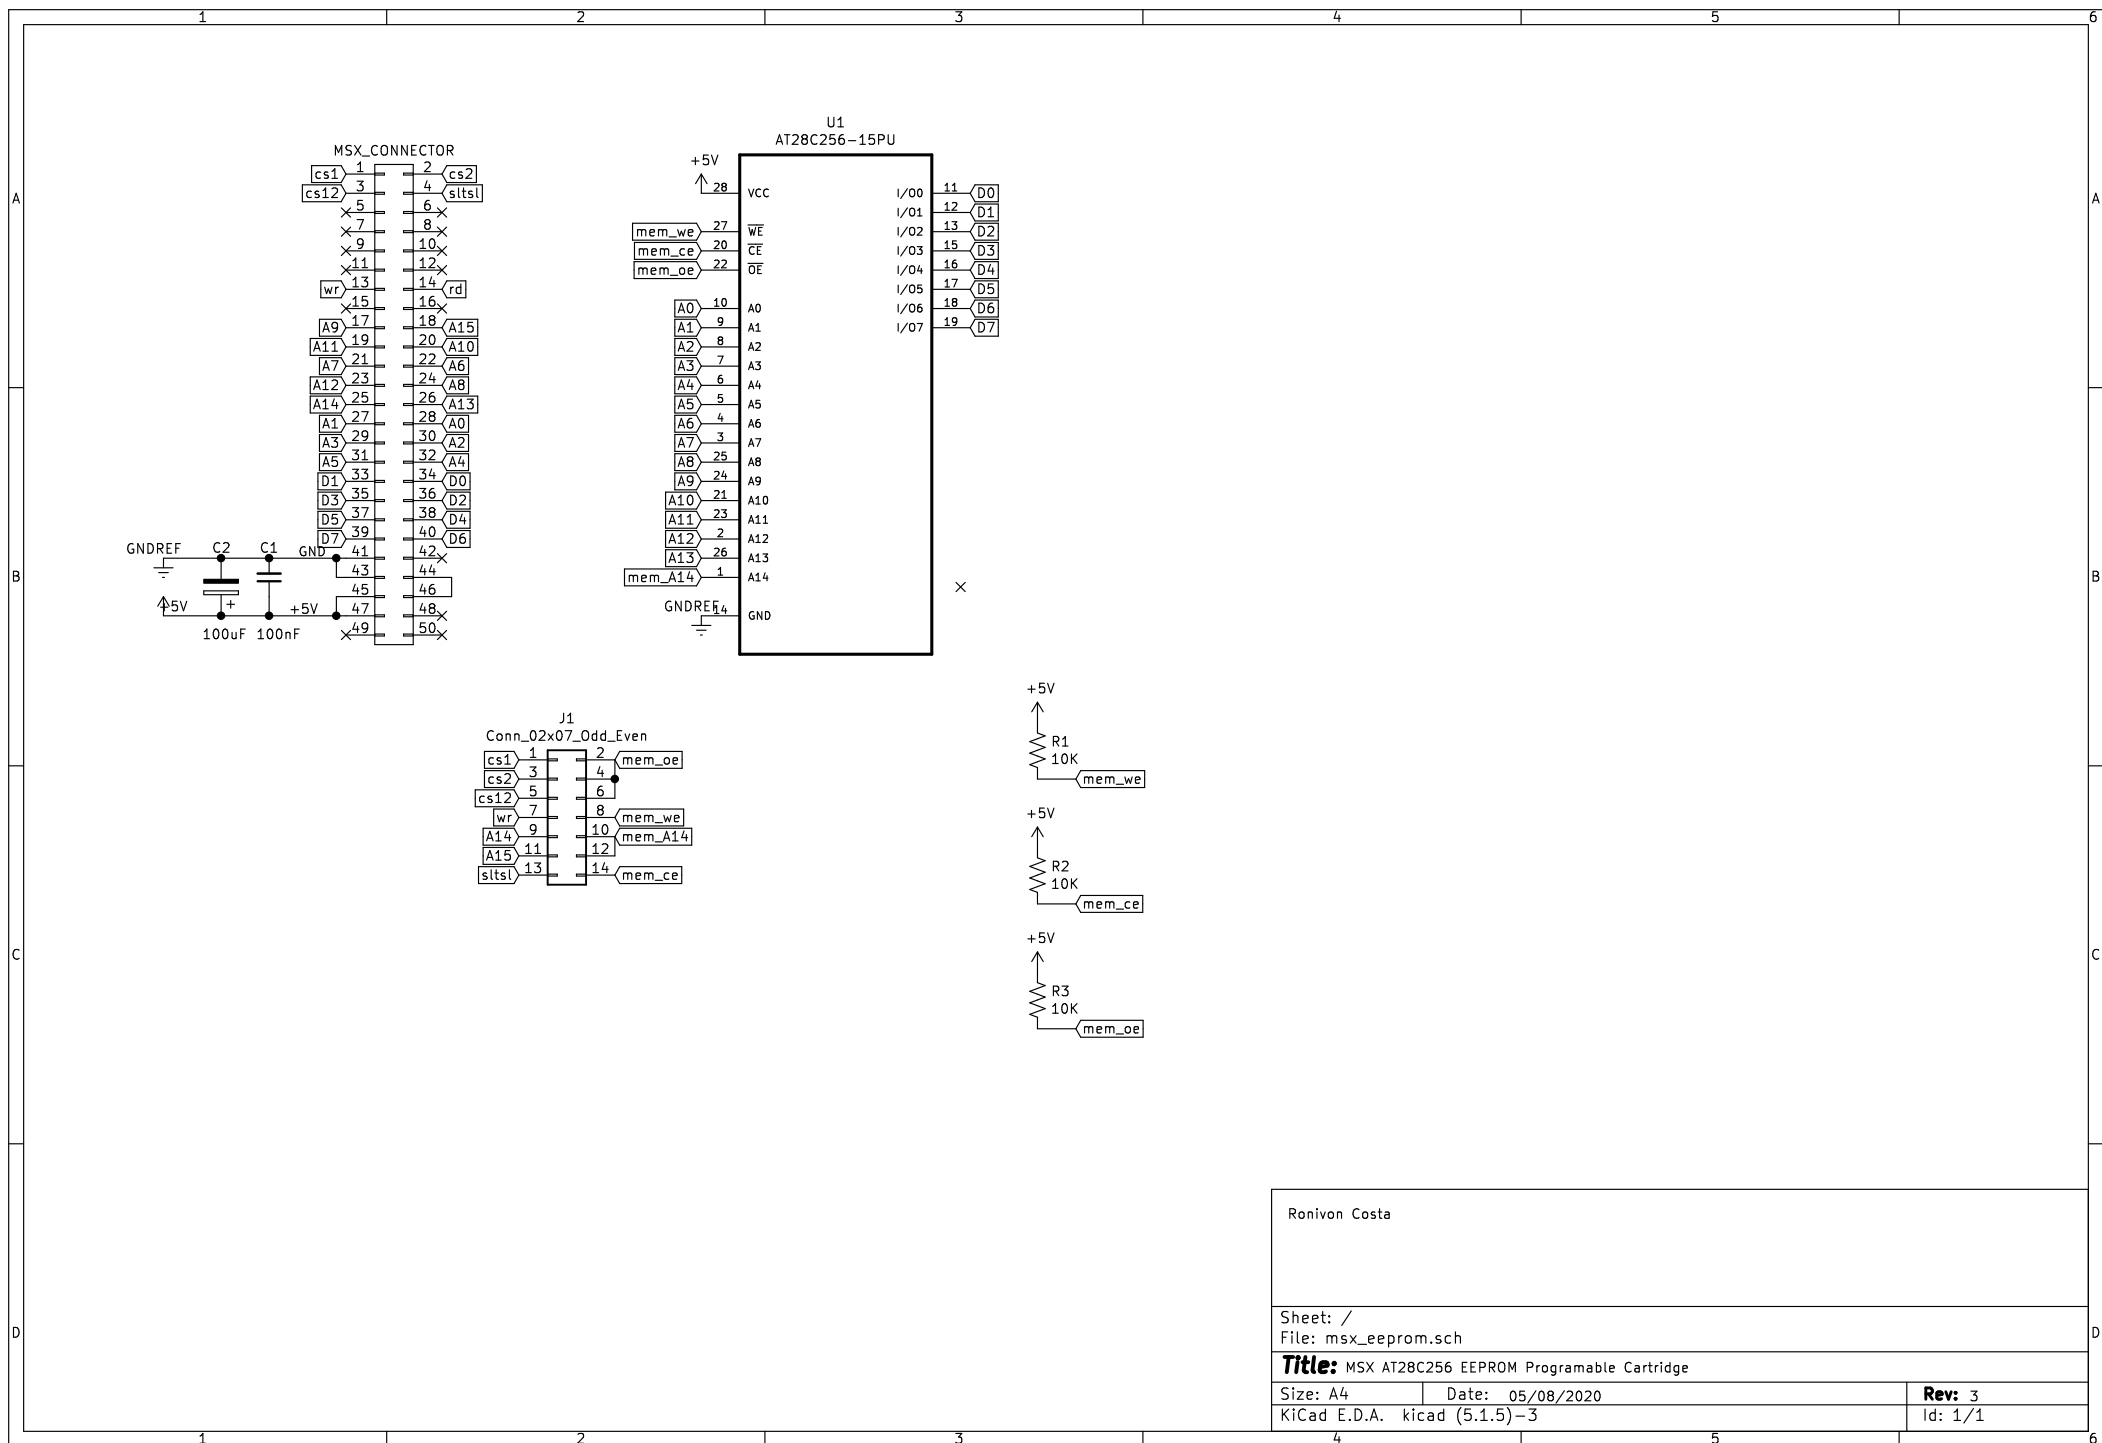 1 2 3 4 5 6
A A
B B
C C
D D
MSX_CONNECTOR
cs1 1 2 cs2
cs12 3 4 sltsl
5 6
7 8
9 10
11 12
wr 13 14 rd
15 16
A9 17 18 A15
A11 19 20 A10
A7 21 22 A6
A12 23 24 A8
A14 25 26 A13
A1 27 28 A0
A3 29 30 A2
A5 31 32 A4
D1 33 34 D0
D3 35 36 D2
D5 37 38 D4
D7 39 40 D6
GNDREF C2 C1 GND 41 42
43 44
+5V + 45 46
+5V 47 48
100uF 100nF 49 50
U1
AT28C256-15PU
+5V
28 VCC I/O0 11 D0
I/O1 12 D1
mem_we 27 WE I/O2 13 D2
mem_ce 20 CE I/O3 15 D3
mem_oe 22 OE I/O4 16 D4
I/O5 17 D5
A0 10 A0 I/O6 18 D6
A1 9 A1 I/O7 19 D7
A2 8 A2
A3 7 A3
A4 6 A4
A5 5 A5
A6 4 A6
A7 3 A7
A8 25 A8
A9 24 A9
A10 21 A10
A11 23 A11
A12 2 A12
A13 26 A13
mem_A14 1 A14
GNDREF 14 GND
J1
Conn_02x07_Odd_Even
cs1 1 2 mem_oe
cs2 3 4
cs12 5 6
wr 7 8 mem_we
A14 9 10 mem_A14
A15 11 12
sltsl 13 14 mem_ce
+5V
R1
10K
mem_we
+5V
R2
10K
mem_ce
+5V
R3
10K
mem_oe
Ronivon Costa
Sheet: /
File: msx_eeprom.sch
Title: MSX AT28C256 EEPROM Programable Cartridge
Size: A4 Date: 05/08/2020 Rev: 3
KiCad E.D.A. kicad (5.1.5)-3 Id: 1/1
1 2 3 4 5 6